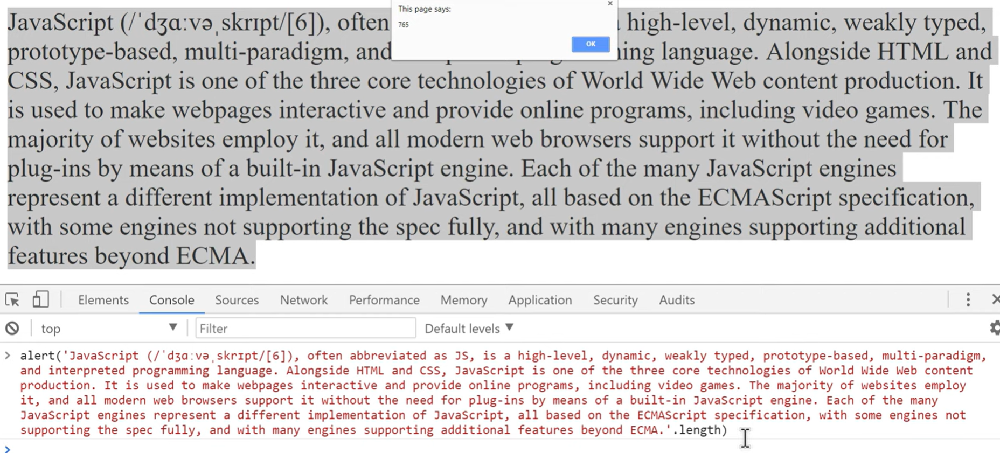 This page says:
765
OK
JavaScript (/ˈdʒɑːvəˌskrɪpt/[6]), often high-level, dynamic, weakly typed,
prototype-based, multi-paradigm, and language. Alongside HTML and
CSS, JavaScript is one of the three core technologies of World Wide Web content production. It
is used to make webpages interactive and provide online programs, including video games. The
majority of websites employ it, and all modern web browsers support it without the need for
plug-ins by means of a built-in JavaScript engine. Each of the many JavaScript engines
represent a different implementation of JavaScript, all based on the ECMAScript specification,
with some engines not supporting the spec fully, and with many engines supporting additional
features beyond ECMA.
Elements Console Sources Network Performance Memory Application Security Audits
top Filter Default levels
alert('JavaScript (/ˈdʒɑːvəˌskrɪpt/[6]), often abbreviated as JS, is a high-level, dynamic, weakly typed, prototype-based, multi-paradigm,
and interpreted programming language. Alongside HTML and CSS, JavaScript is one of the three core technologies of World Wide Web content
production. It is used to make webpages interactive and provide online programs, including video games. The majority of websites employ
it, and all modern web browsers support it without the need for plug-ins by means of a built-in JavaScript engine. Each of the many
JavaScript engines represent a different implementation of JavaScript, all based on the ECMAScript specification, with some engines not
supporting the spec fully, and with many engines supporting additional features beyond ECMA.'.length)